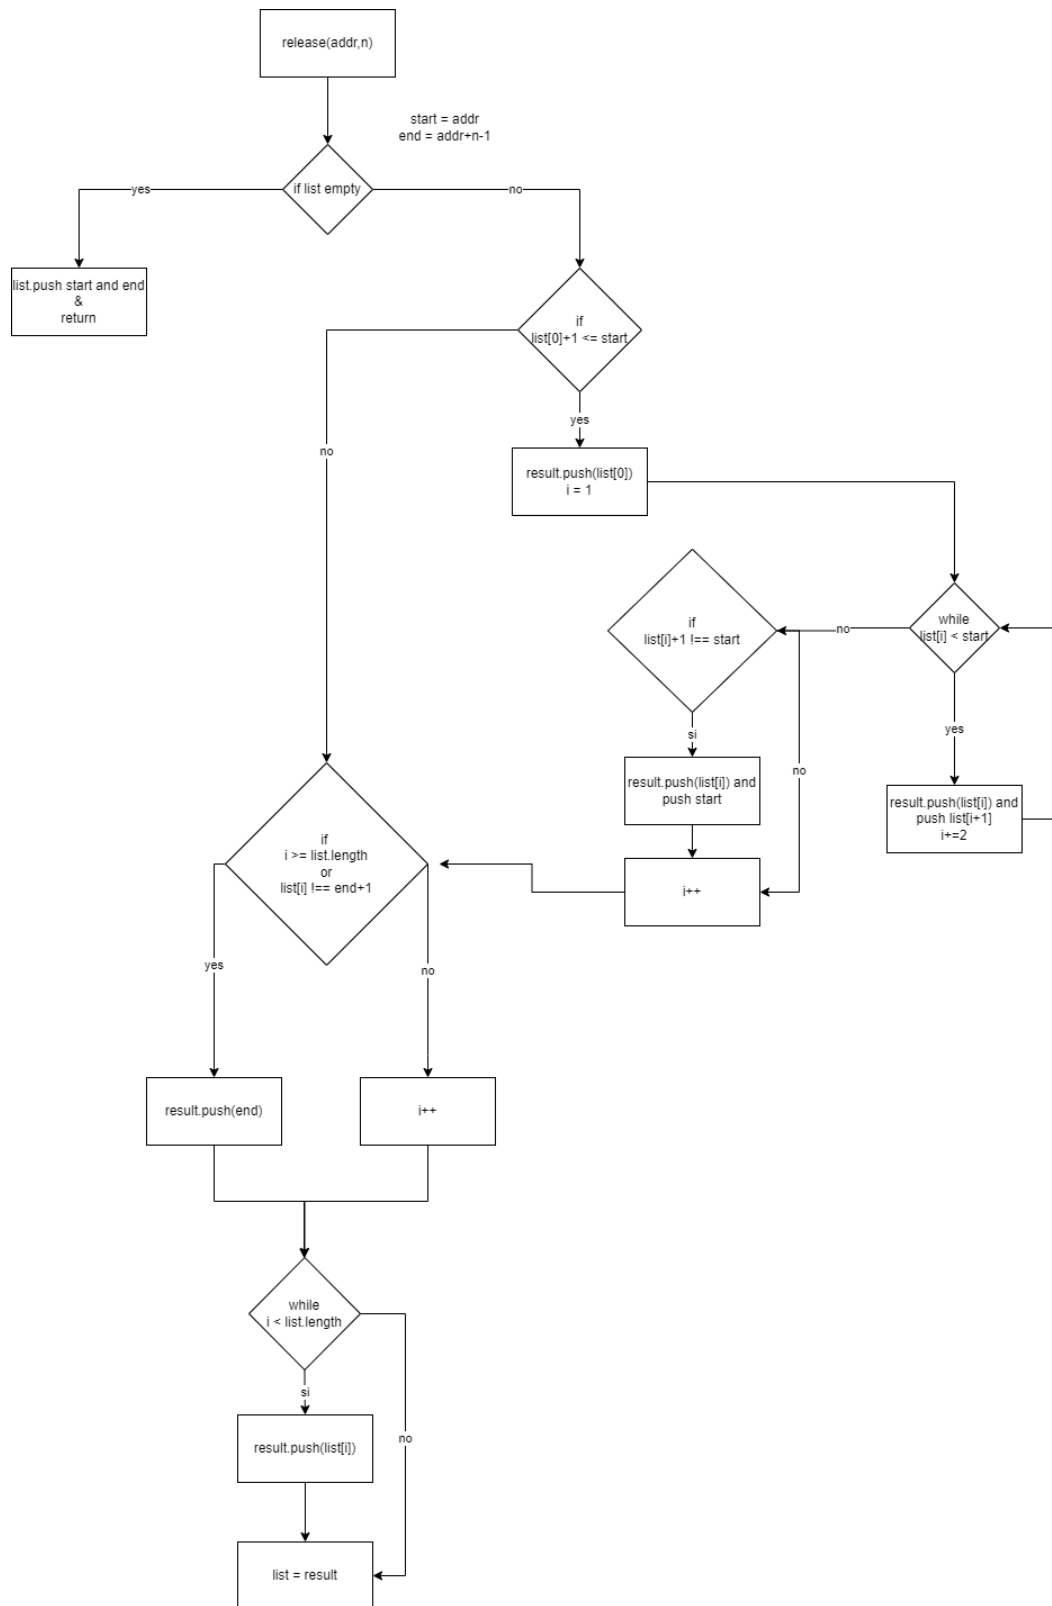 release(addr,n)
start = addr
end = addr+n-1
if list empty
yes
no
list.push start and end
&
return
if
list[0]+1 <= start
no
yes
result.push(list[0])
i = 1
if
list[i]+1 !== start
no
while
list[i] < start
si
no
yes
result.push(list[i]) and
push start
result.push(list[i]) and
push list[i+1]
i+=2
if
i >= list.length
or
list[i] !== end+1
i++
yes
no
result.push(end)
i++
while
i < list.length
si
no
result.push(list[i])
list = result